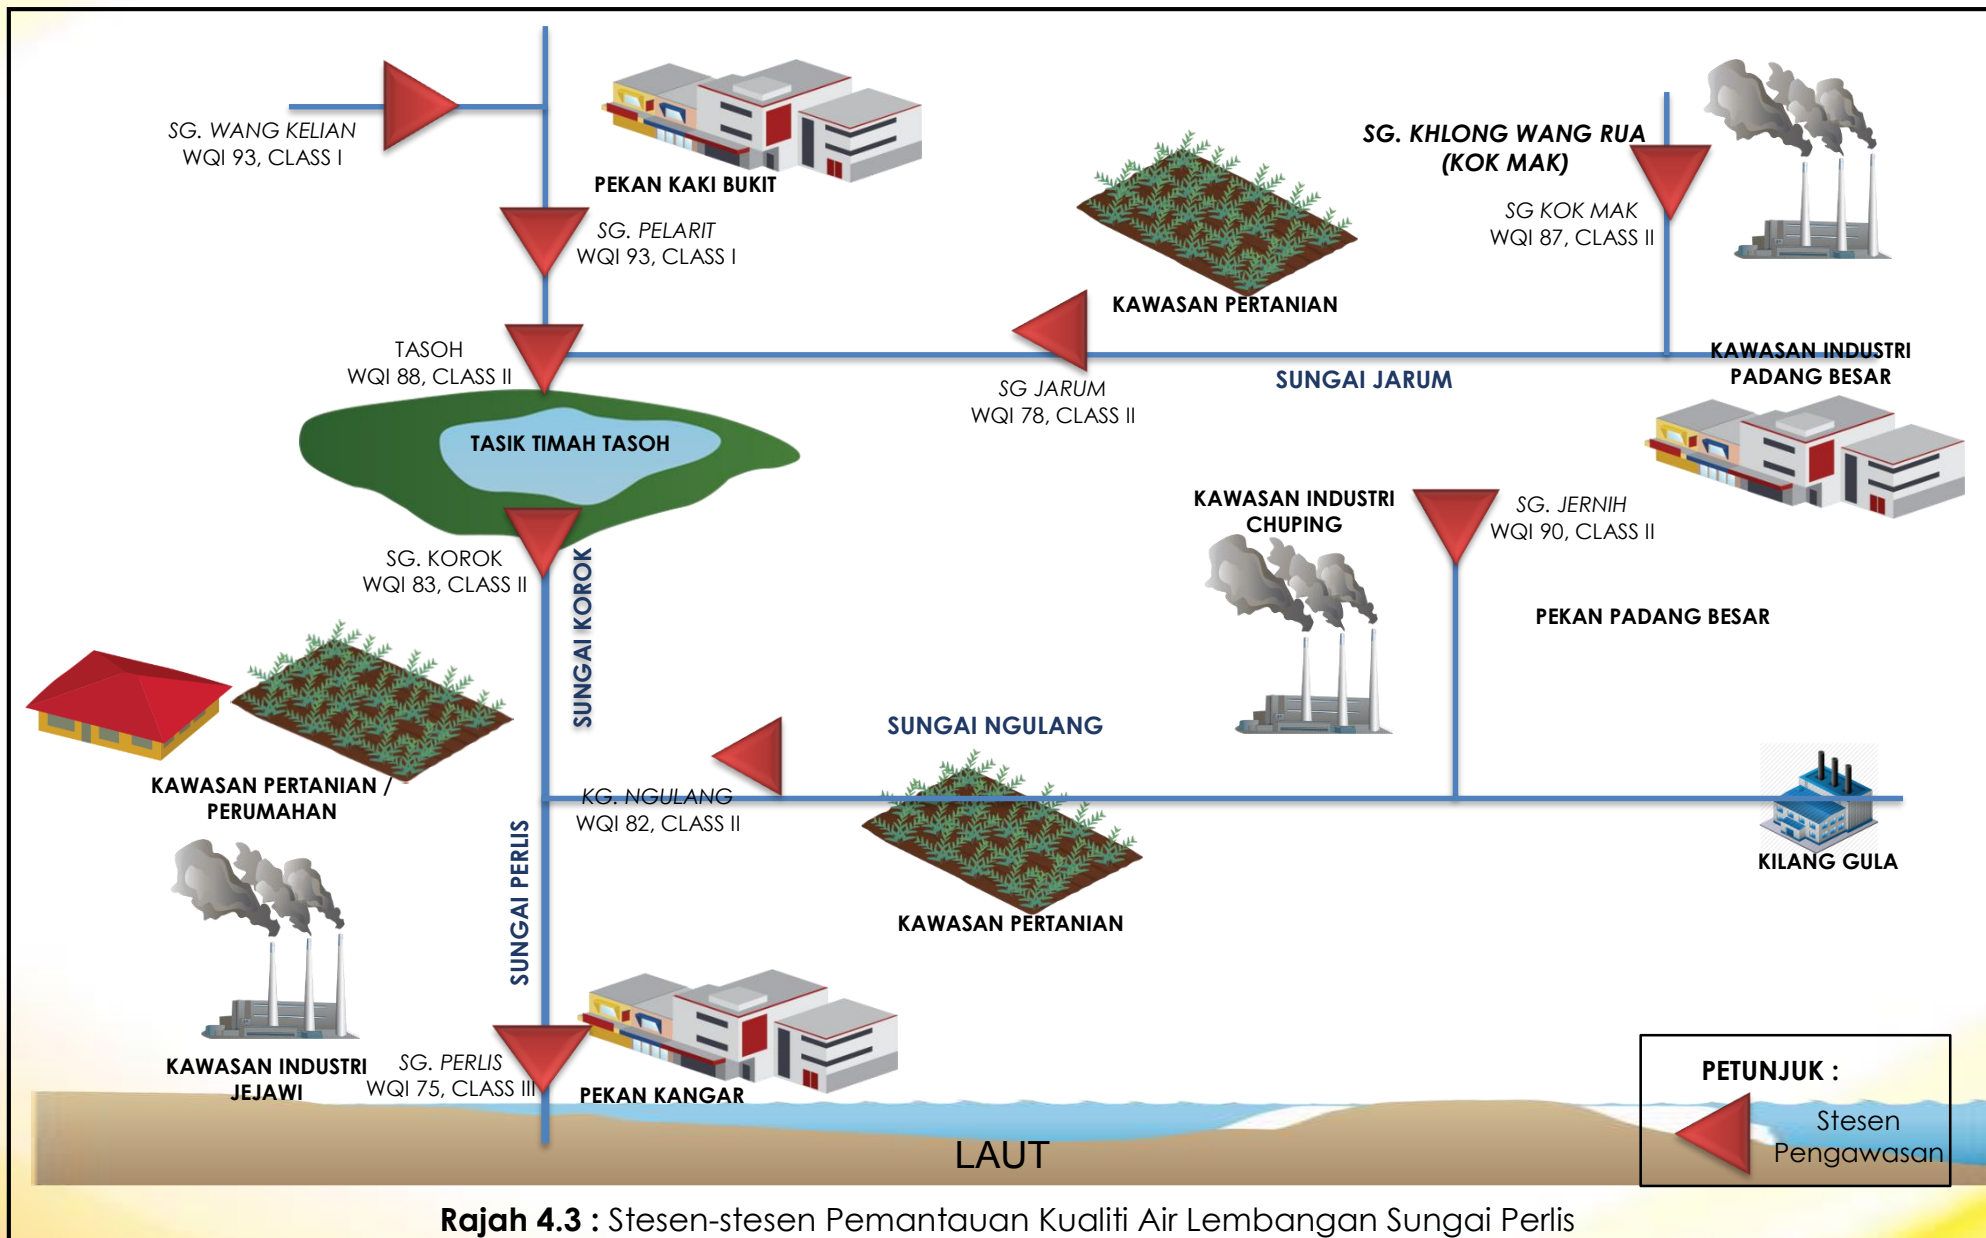 SG. WANG KELIAN
WQI 93, CLASS I
PEKAN KAKI BUKIT
SG. PELARIT
WQI 93, CLASS I
SG. KHLONG WANG RUA
(KOK MAK)
SG KOK MAK
WQI 87, CLASS II
KAWASAN PERTANIAN
TASOH
WQI 88, CLASS II
SG JARUM
WQI 78, CLASS II
SUNGAI JARUM
KAWASAN INDUSTRI
PADANG BESAR
TASIK TIMAH TASOH
KAWASAN INDUSTRI
CHUPING
SG. JERNIH
WQI 90, CLASS II
SG. KOROK
WQI 83, CLASS II
SUNGAI KOROK
PEKAN PADANG BESAR
SUNGAI NGULANG
KAWASAN PERTANIAN /
PERUMAHAN
KG. NGULANG
WQI 82, CLASS II
KILANG GULA
KAWASAN PERTANIAN
SUNGAI PERLIS
KAWASAN INDUSTRI
JEJAWI
SG. PERLIS
WQI 75, CLASS III
PEKAN KANGAR
PETUNJUK :
Stesen
Pengawasan
LAUT
Rajah 4.3 : Stesen-stesen Pemantauan Kualiti Air Lembangan Sungai Perlis